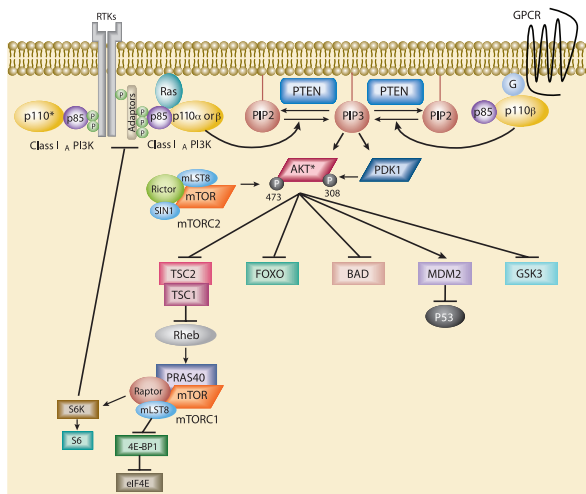 RTKs
GPCR
Adaptors
P
P
P
P
P
P
Ras
G
PTEN
PTEN
p110*
p85
p85
p110α orβ
PIP2
PIP3
PIP2
p85
p110β
Class I A PI3K
Class I A PI3K
AKT*
PDK1
P
P
473
308
Rictor
mLST8
mTOR
SIN1
mTORC2
TSC2
FOXO
BAD
MDM2
GSK3
TSC1
P53
Rheb
PRAS40
Raptor
mTOR
mLST8
mTORC1
S6K
S6
4E-BP1
eIF4E